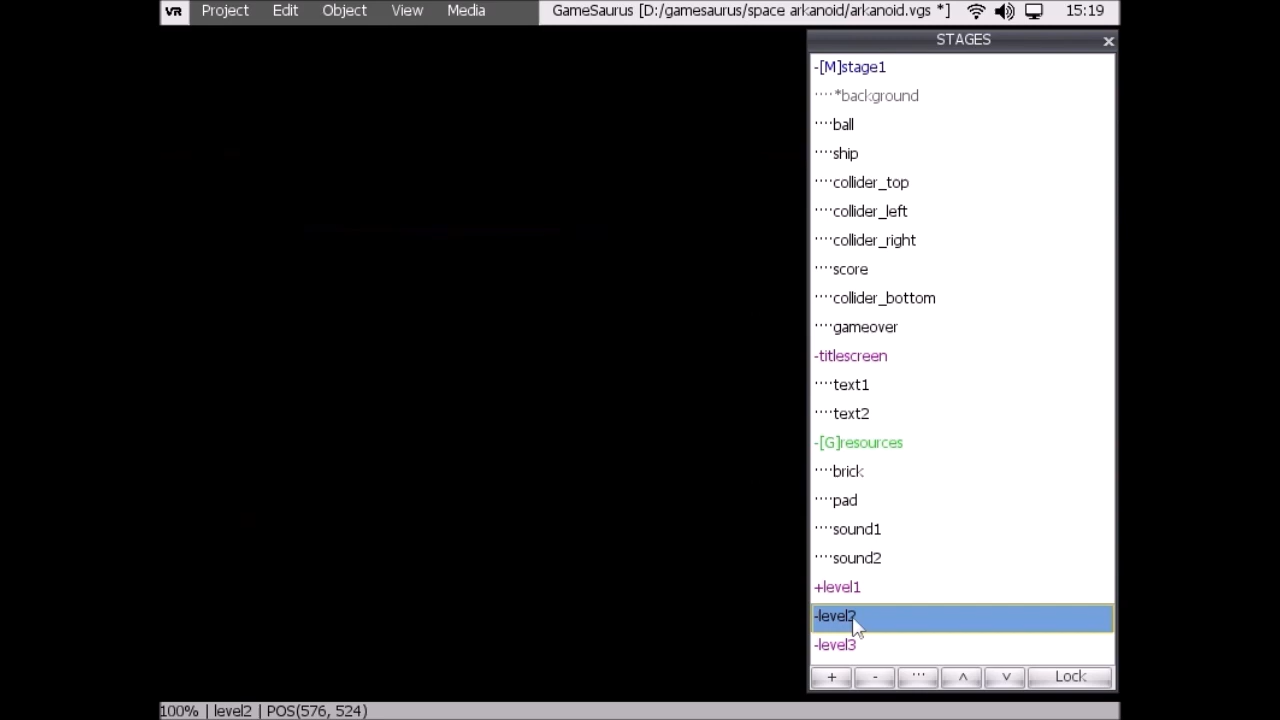 VR Project Edit Object View Media GameSaurus [D:/gamesaurus/space arkanoid/arkanoid.vgs *] 15:19
STAGES x
-[M]stage1
····*background
····ball
····ship
····collider_top
····collider_left
····collider_right
····score
····collider_bottom
····gameover
-titlescreen
····text1
····text2
-[G]resources
····brick
····pad
····sound1
····sound2
+level1
-level2
-level3
+ - ··· ^ v Lock
100% | level2 | POS(576, 524)